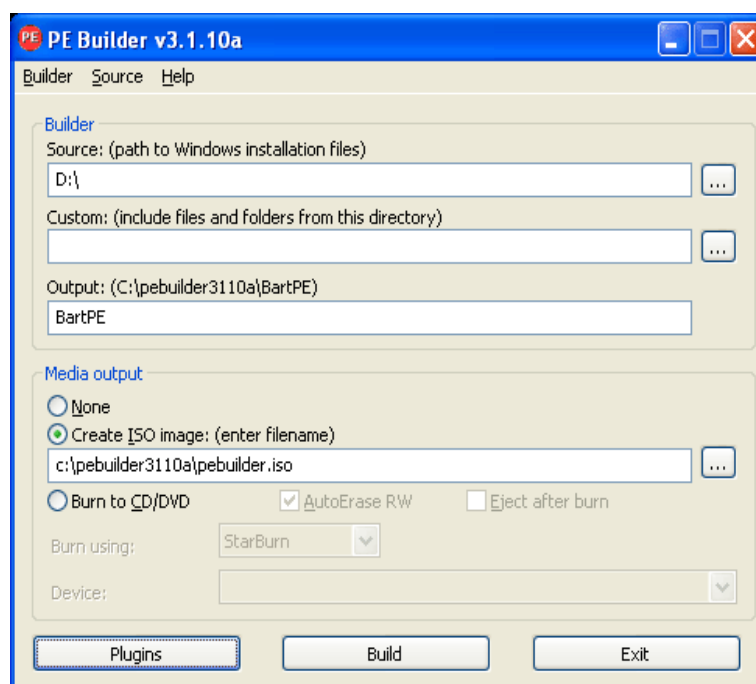 PE PE Builder v3.1.10a
Builder Source Help
Builder
Source: (path to Windows installation files)
D:\
...
Custom: (include files and folders from this directory)
...
Output: (C:\pebuilder3110a\BartPE)
BartPE
Media output
None
Create ISO image: (enter filename)
c:\pebuilder3110a\pebuilder.iso
...
Burn to CD/DVD AutoErase RW Eject after burn
Burn using: StarBurn
Device:
Plugins Build Exit